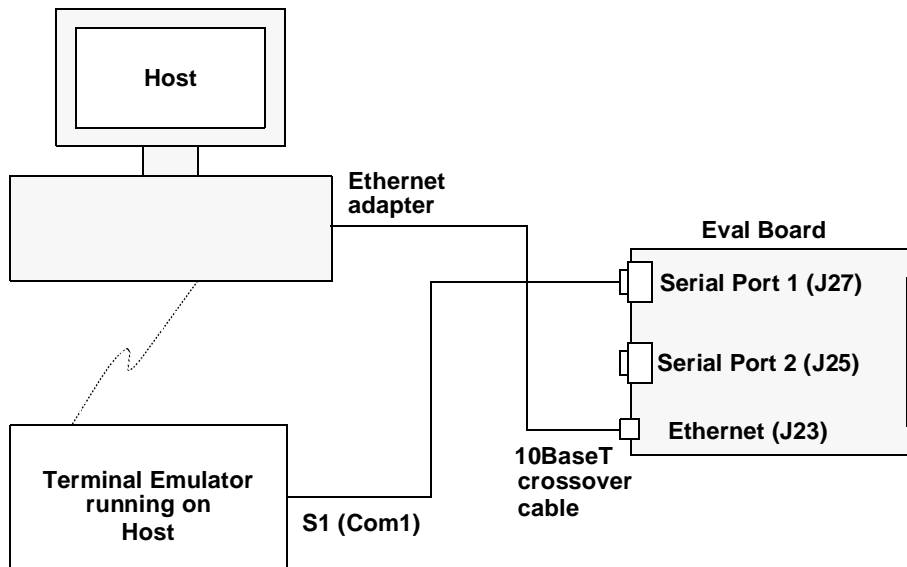 Host
Ethernet
adapter
Eval Board
Serial Port 1 (J27)
Serial Port 2 (J25)
Ethernet (J23)
10BaseT
crossover
cable
Terminal Emulator
running on
Host
S1 (Com1)